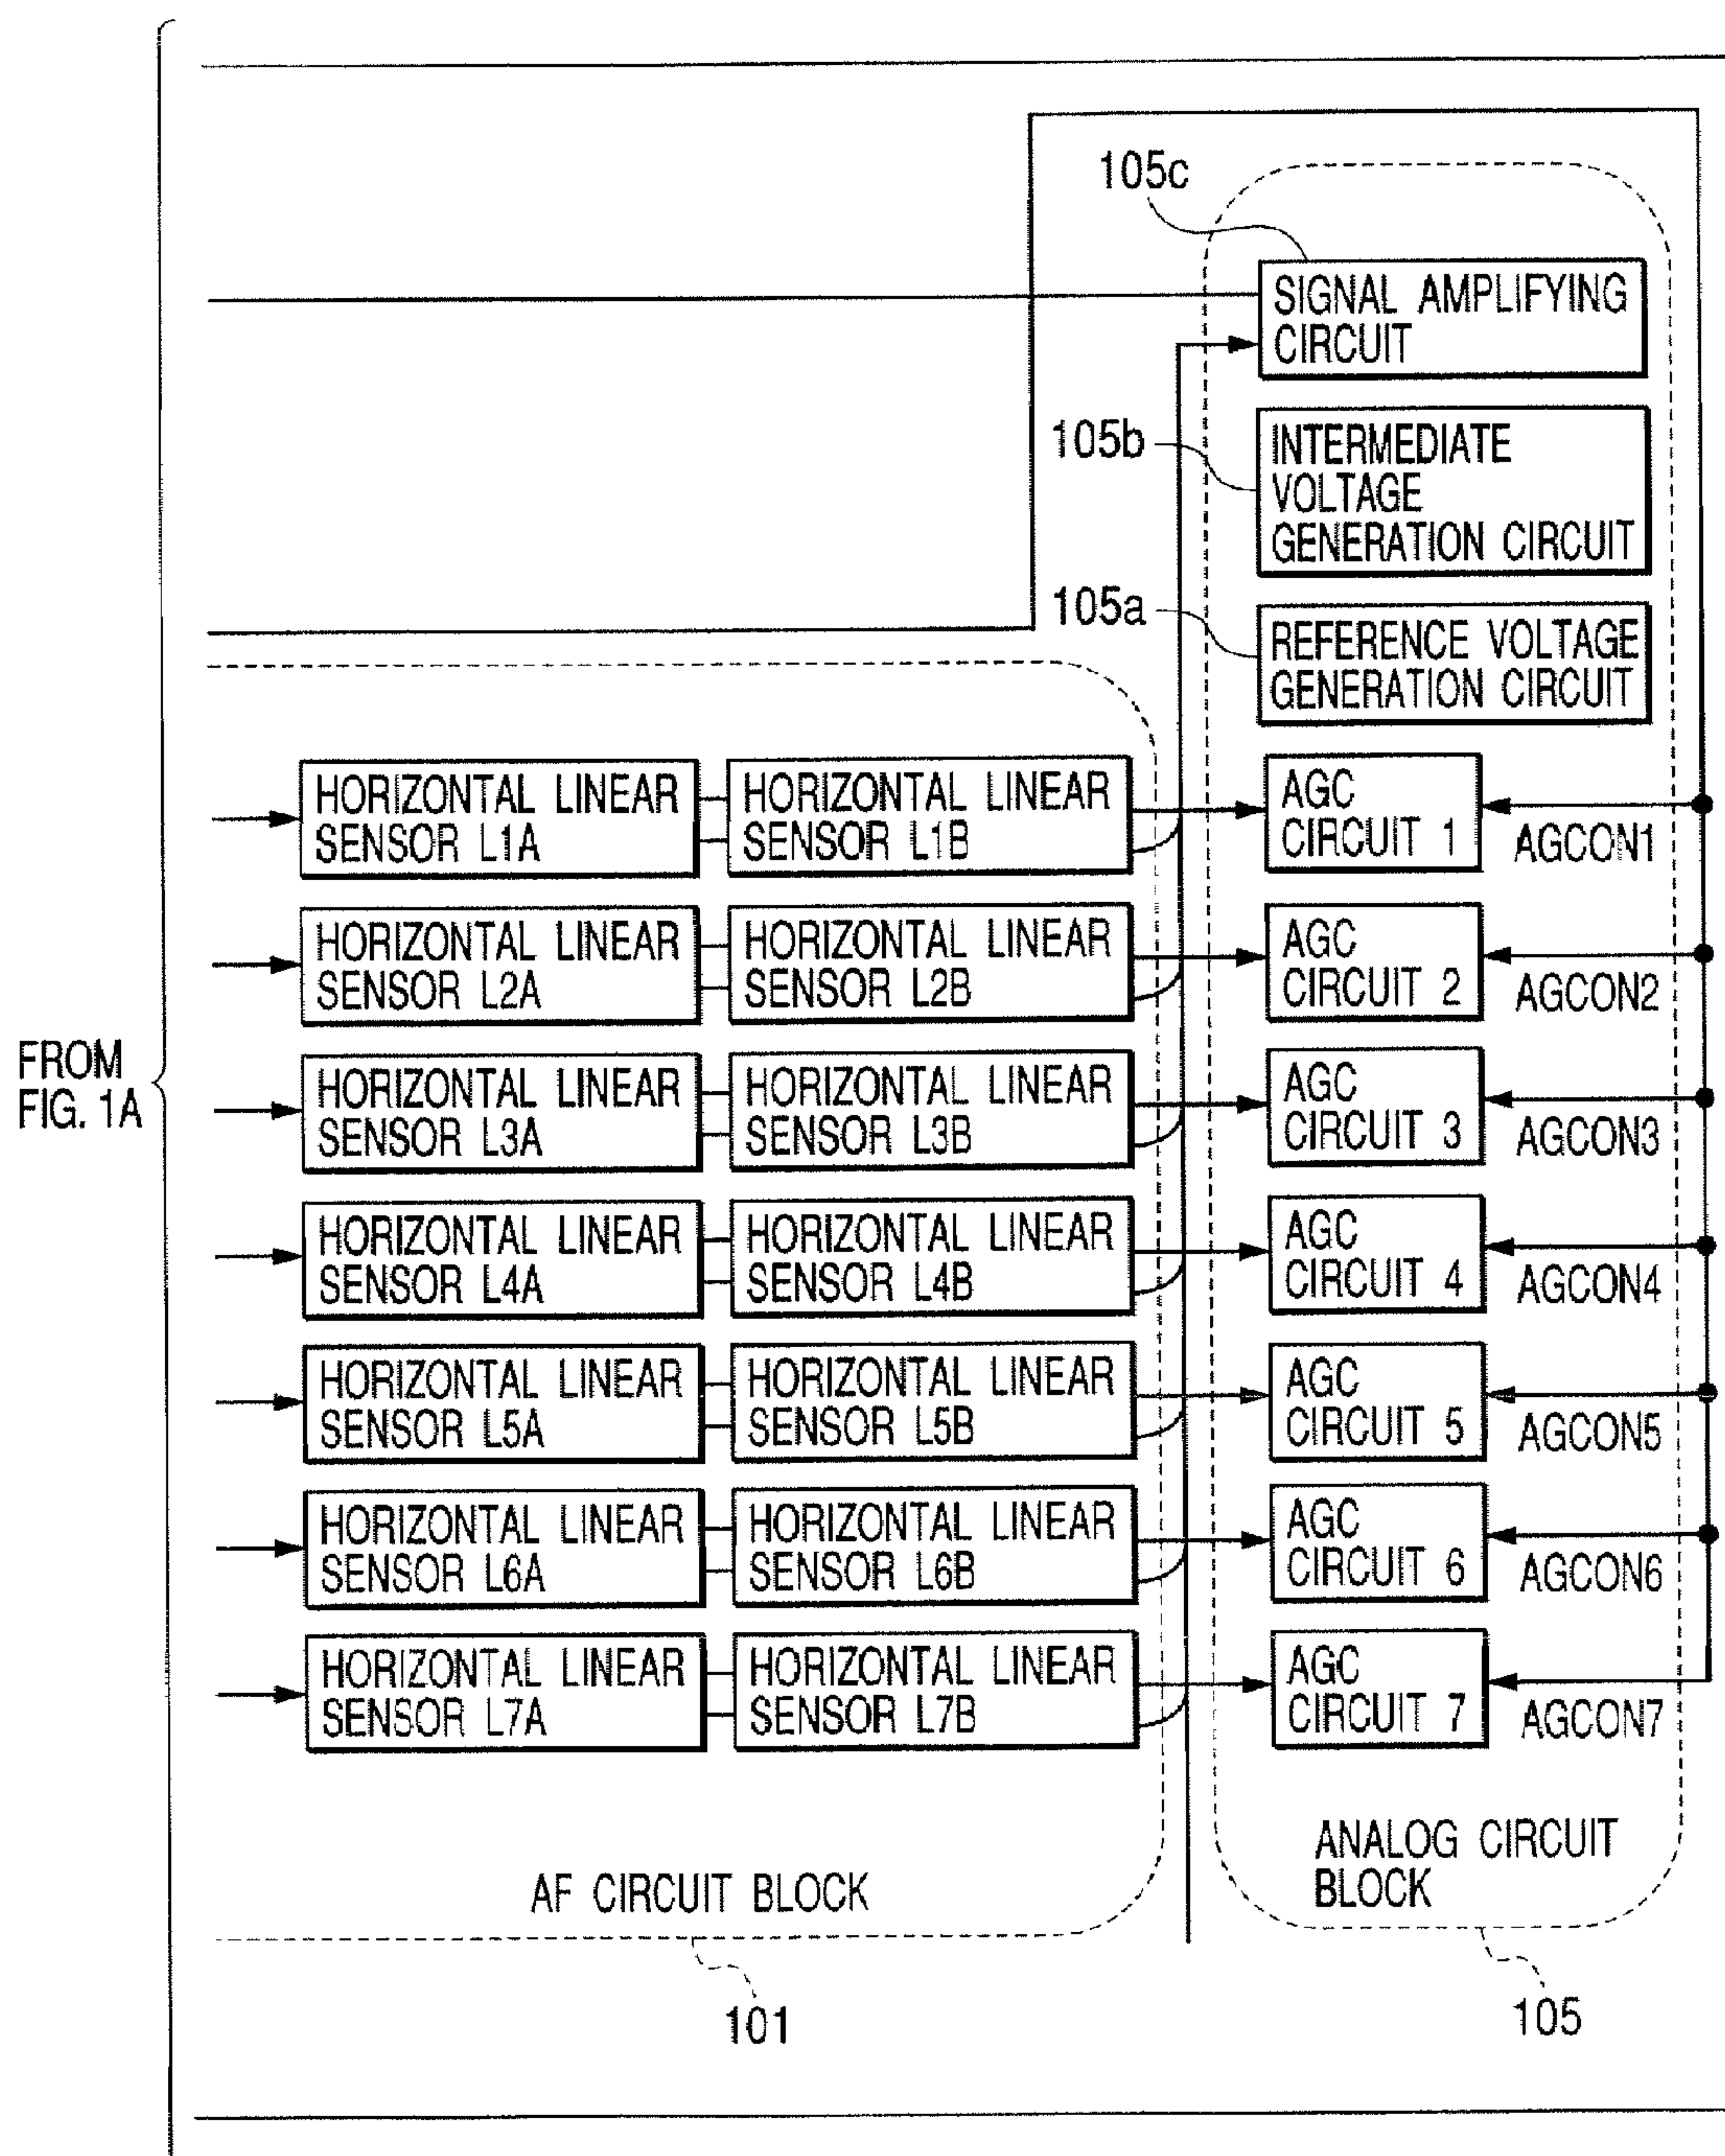 105c
SIGNAL AMPLIFYING
CIRCUIT
105b
INTERMEDIATE
VOLTAGE
GENERATION CIRCUIT
105a
REFERENCE VOLTAGE
GENERATION CIRCUIT
HORIZONTAL LINEAR
SENSOR L1A
HORIZONTAL LINEAR
SENSOR L1B
AGC
CIRCUIT 1
AGCON1
HORIZONTAL LINEAR
SENSOR L2A
HORIZONTAL LINEAR
SENSOR L2B
AGC
CIRCUIT 2
AGCON2
FROM
FIG. 1A
HORIZONTAL LINEAR
SENSOR L3A
HORIZONTAL LINEAR
SENSOR L3B
AGC
CIRCUIT 3
AGCON3
HORIZONTAL LINEAR
SENSOR L4A
HORIZONTAL LINEAR
SENSOR L4B
AGC
CIRCUIT 4
AGCON4
HORIZONTAL LINEAR
SENSOR L5A
HORIZONTAL LINEAR
SENSOR L5B
AGC
CIRCUIT 5
AGCON5
HORIZONTAL LINEAR
SENSOR L6A
HORIZONTAL LINEAR
SENSOR L6B
AGC
CIRCUIT 6
AGCON6
HORIZONTAL LINEAR
SENSOR L7A
HORIZONTAL LINEAR
SENSOR L7B
AGC
CIRCUIT 7
AGCON7
AF CIRCUIT BLOCK
ANALOG CIRCUIT
BLOCK
101
105